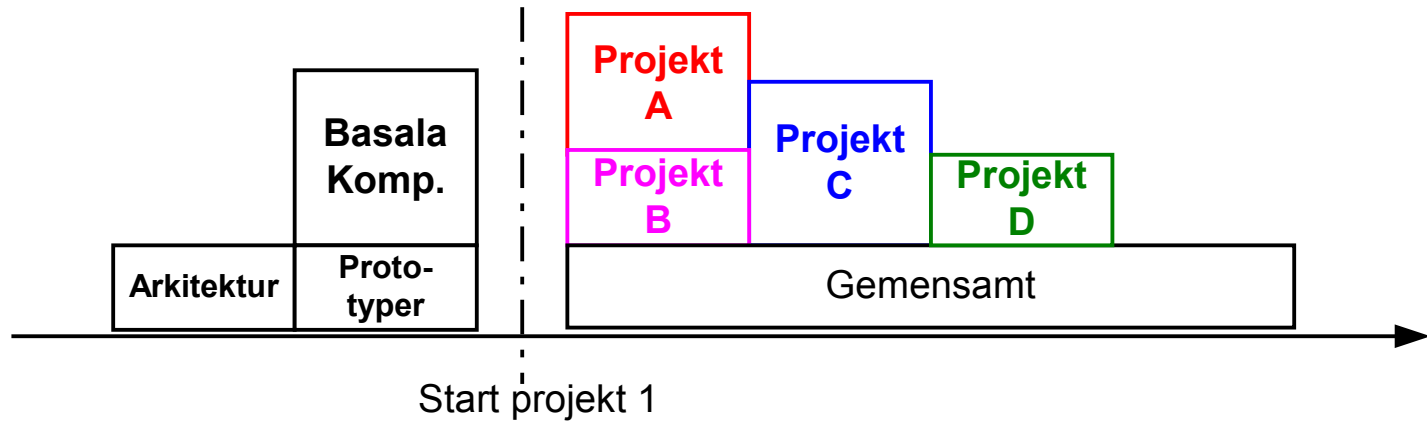 Arkitektur
Basala
Komp.
Proto-
typer
Projekt
A
Projekt
B
Projekt
C
Projekt
D
Gemensamt
Start projekt 1